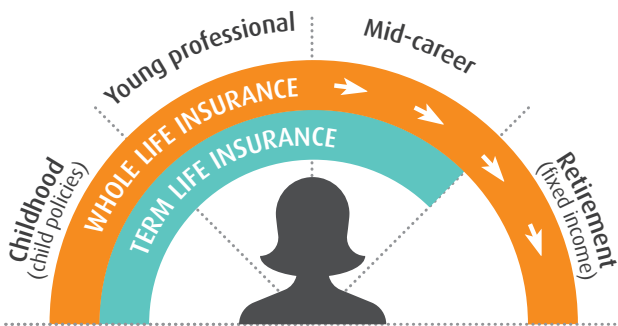 Childhood
(child policies)
Young professional
Mid-career
Retirement
(fixed income)
WHOLE LIFE INSURANCE
TERM LIFE INSURANCE